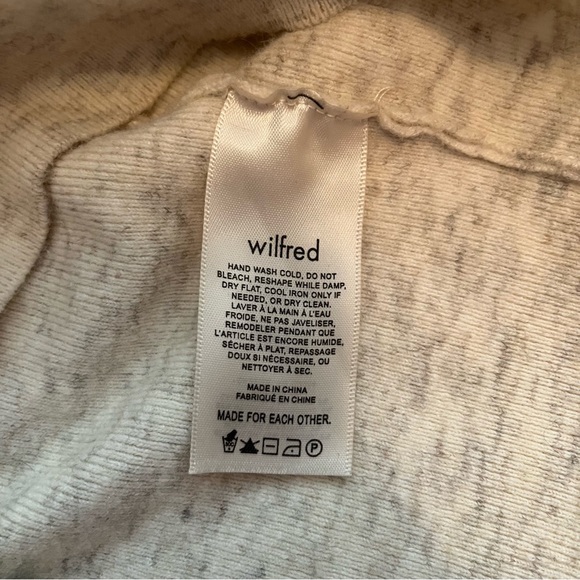 wilfred
HAND WASH COLD, DO NOT
BLEACH, RESHAPE WHILE DAMP,
DRY FLAT, COOL IRON ONLY IF
NEEDED, OR DRY CLEAN.
LAVER À LA MAIN À L'EAU
FROIDE, NE PAS JAVELISER,
REMODELER PENDANT QUE
L'ARTICLE EST ENCORE HUMIDE,
SÉCHER À PLAT, REPASSAGE
DOUX SI NÉCESSAIRE, OU
NETTOYER À SEC.
MADE IN CHINA
FABRIQUÉ EN CHINE
MADE FOR EACH OTHER.
P